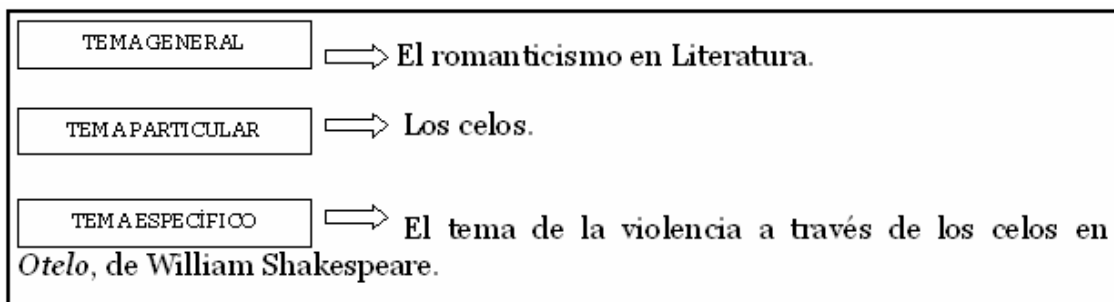 TEMA GENERAL
El romanticismo en Literatura.
TEMA PARTICULAR
Los celos.
TEMA ESPECÍFICO
El tema de la violencia a través de los celos en
Otelo, de William Shakespeare.